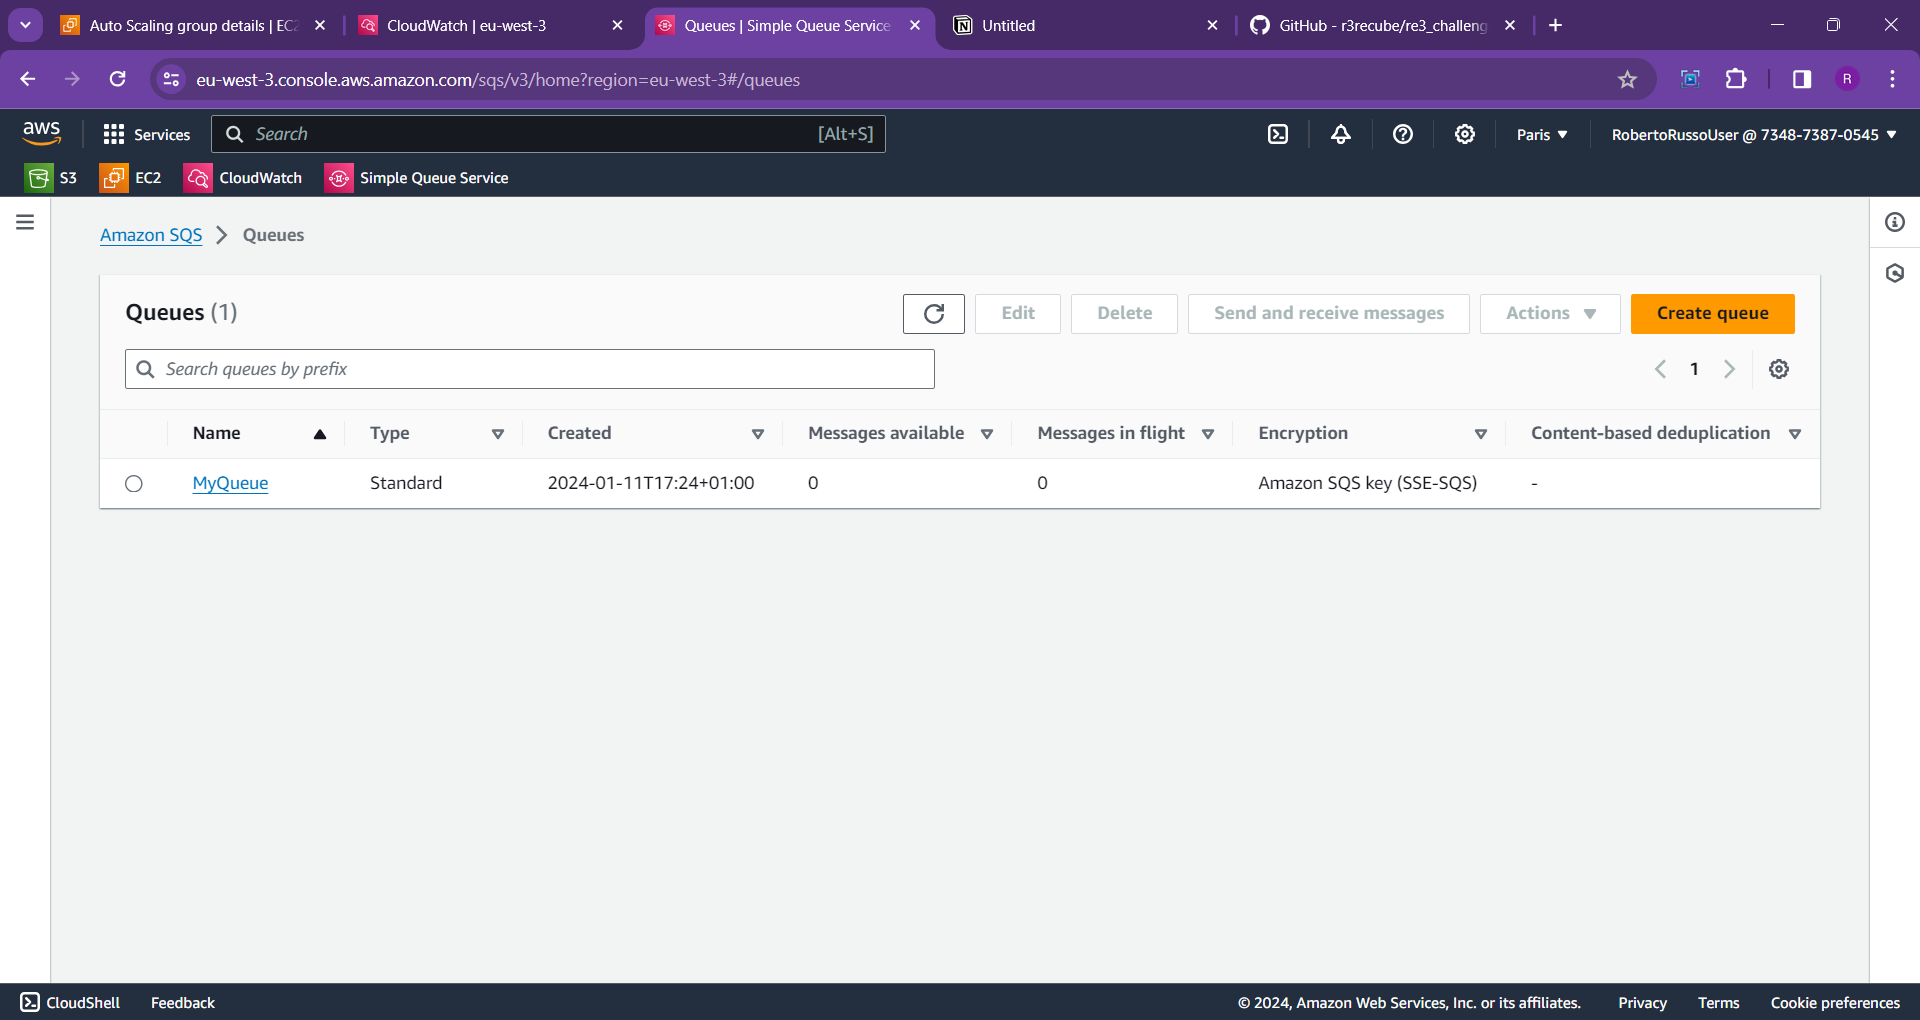 Auto Scaling group details | EC2
CloudWatch | eu-west-3
Queues | Simple Queue Service
Untitled
GitHub - r3recube/re3_challeng
eu-west-3.console.aws.amazon.com/sqs/v3/home?region=eu-west-3#/queues
R
aws
Services
Search
[Alt+S]
Paris
RobertoRussoUser @ 7348-7387-0545
S3
EC2
CloudWatch
Simple Queue Service
Amazon SQS
Queues
Queues (1)
Edit
Delete
Send and receive messages
Actions
Create queue
Search queues by prefix
1
Name
Type
Created
Messages available
Messages in flight
Encryption
Content-based deduplication
MyQueue
Standard
2024-01-11T17:24+01:00
0
0
Amazon SQS key (SSE-SQS)
-
CloudShell
Feedback
© 2024, Amazon Web Services, Inc. or its affiliates.
Privacy
Terms
Cookie preferences